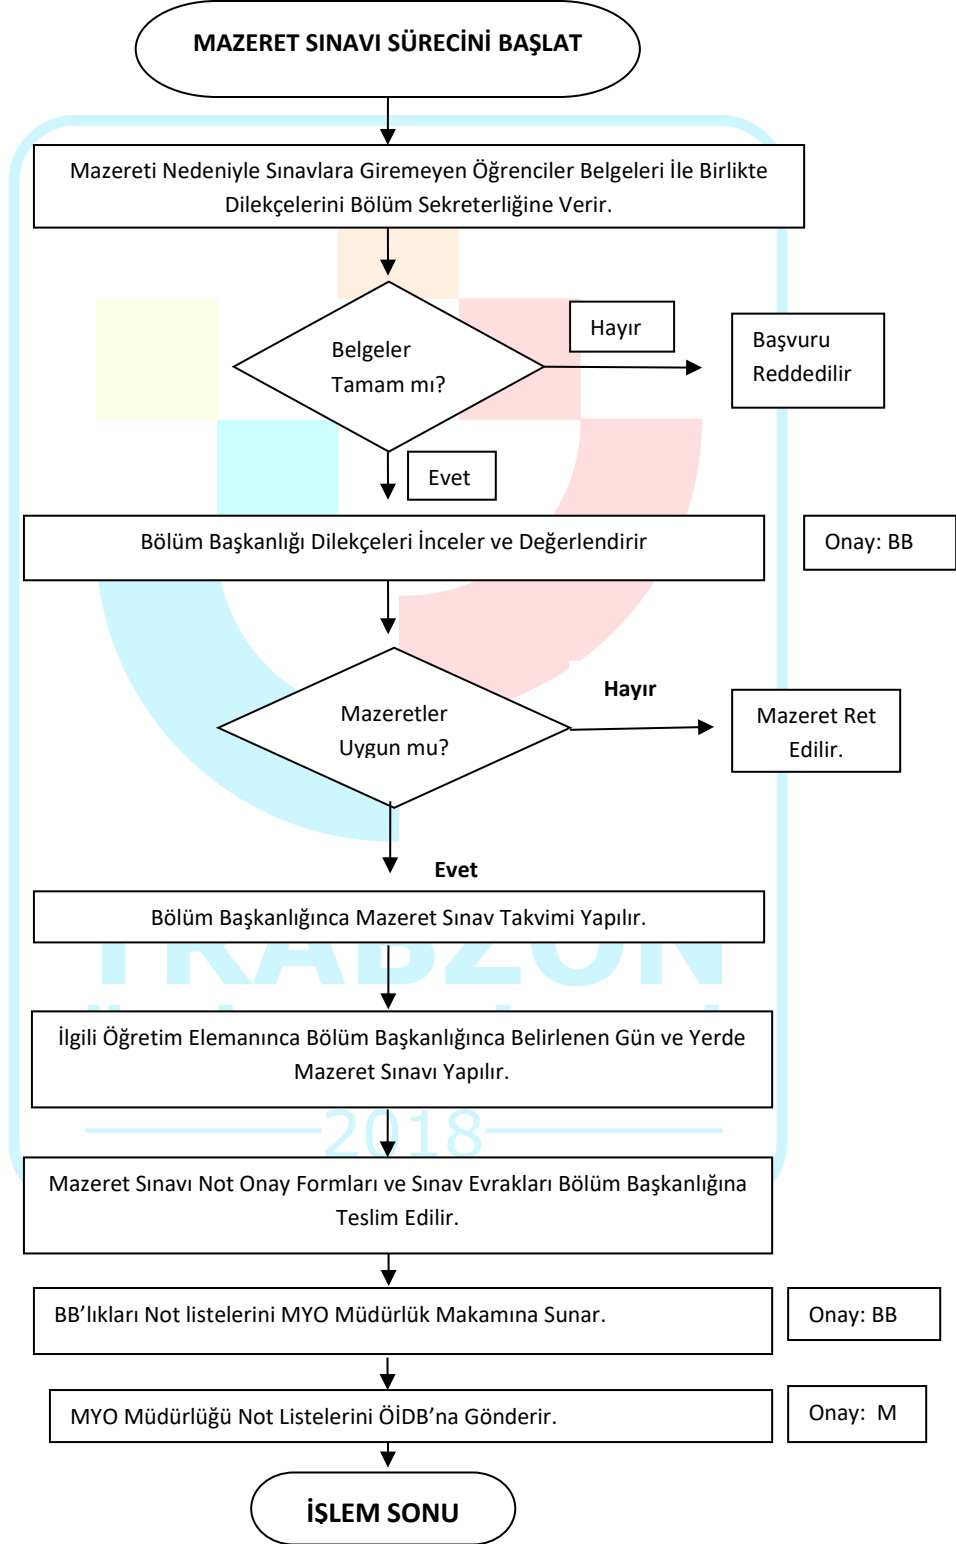 MAZERET SINAVI SÜRECİNİ BAŞLAT
Mazereti Nedeniyle Sınavlara Giremeyen Öğrenciler Belgeleri İle Birlikte
Dilekçelerini Bölüm Sekreterliğine Verir.
Belgeler
Tamam mı?
Hayır
Başvuru
Reddedilir
Evet
Bölüm Başkanlığı Dilekçeleri İnceler ve Değerlendirir
Onay: BB
Mazeretler
Uygun mu?
Hayır
Mazeret Ret
Edilir.
Evet
Bölüm Başkanlığınca Mazeret Sınav Takvimi Yapılır.
TRABZON
İlgili Öğretim Elemanınca Bölüm Başkanlığınca Belirlenen Gün ve Yerde
Mazeret Sınavı Yapılır.
2018
Mazeret Sınavı Not Onay Formları ve Sınav Evrakları Bölüm Başkanlığına
Teslim Edilir.
BB’lıkları Not listelerini MYO Müdürlük Makamına Sunar.
Onay: BB
MYO Müdürlüğü Not Listelerini ÖİDB’na Gönderir.
Onay: M
İŞLEM SONU